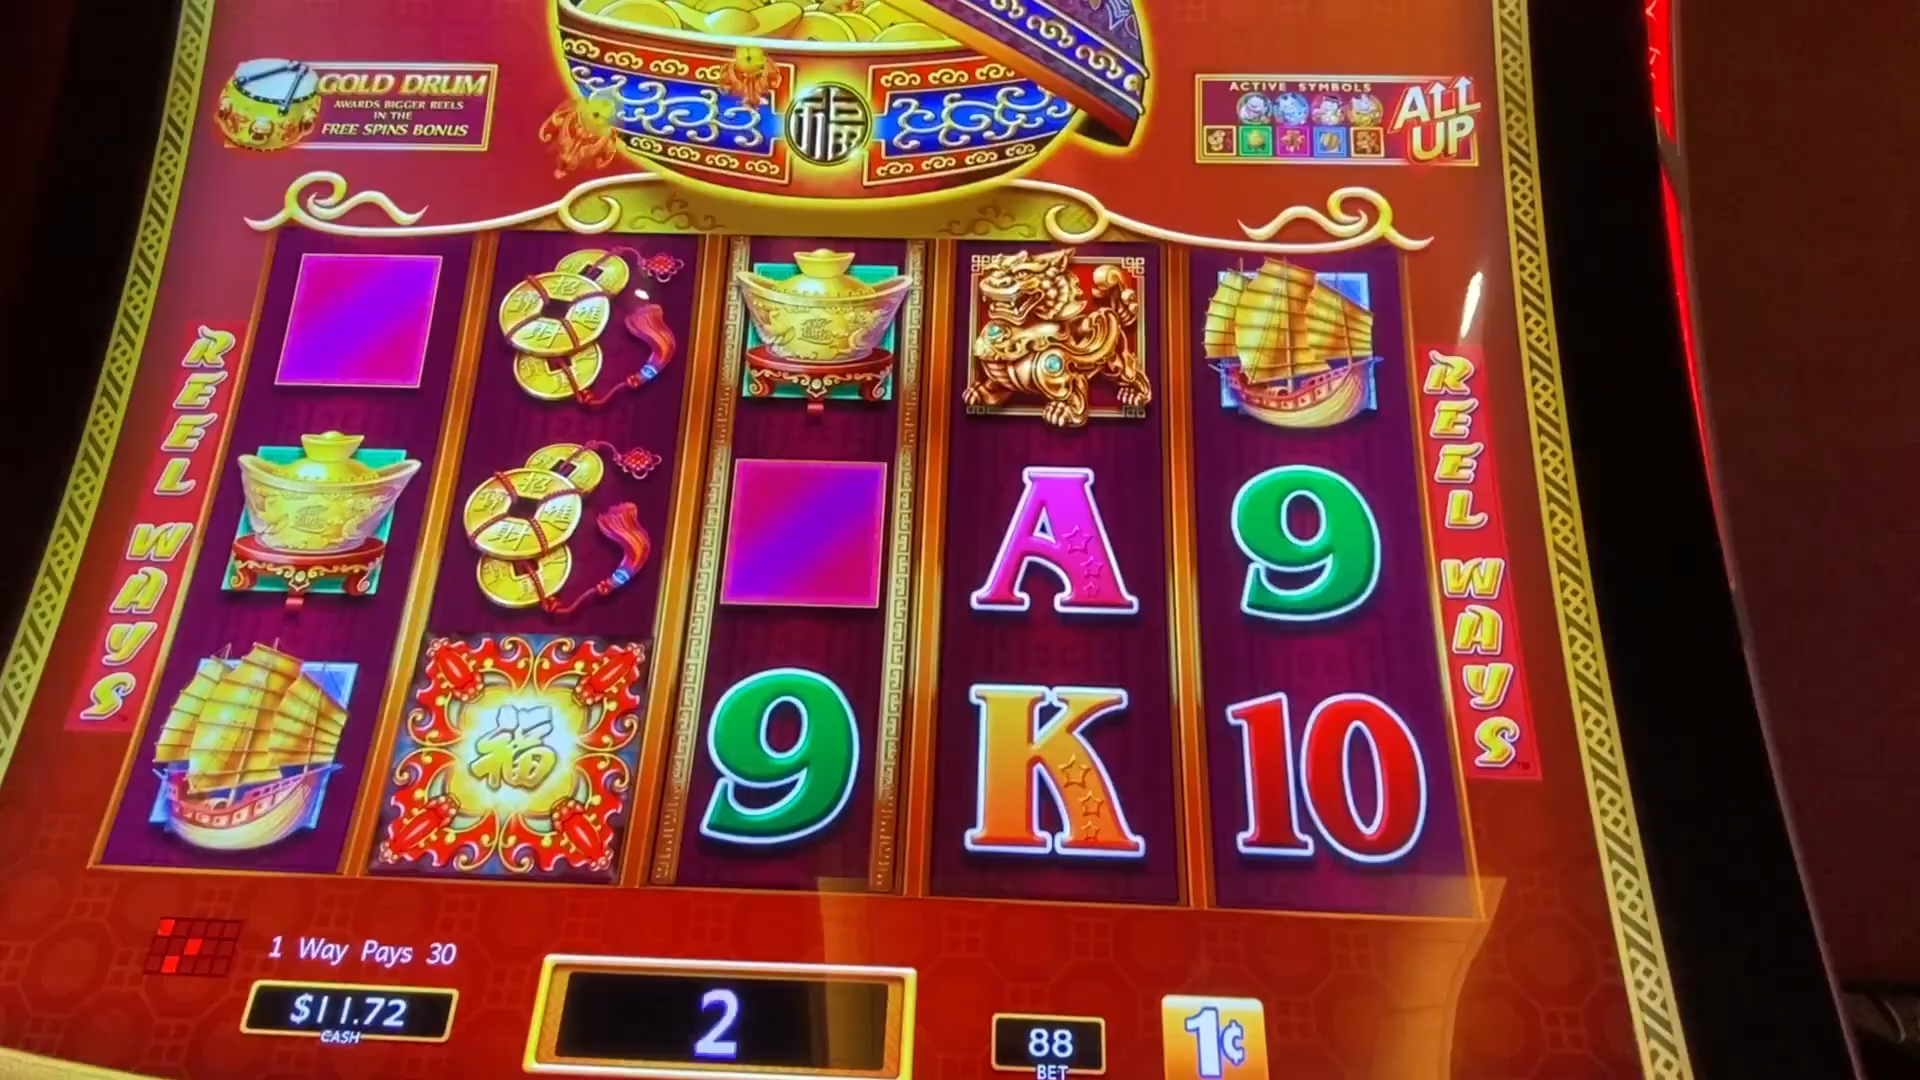 GOLD DRUM
AWARDS BIGGER REELS
IN THE
FREE SPINS BONUS
福
ACTIVE SYMBOLS
ALL
UP
REEL WAYS
REEL WAYS
A
9
福
9
K
10
1 Way Pays 30
$11.72
CASH
2
88
BET
1¢